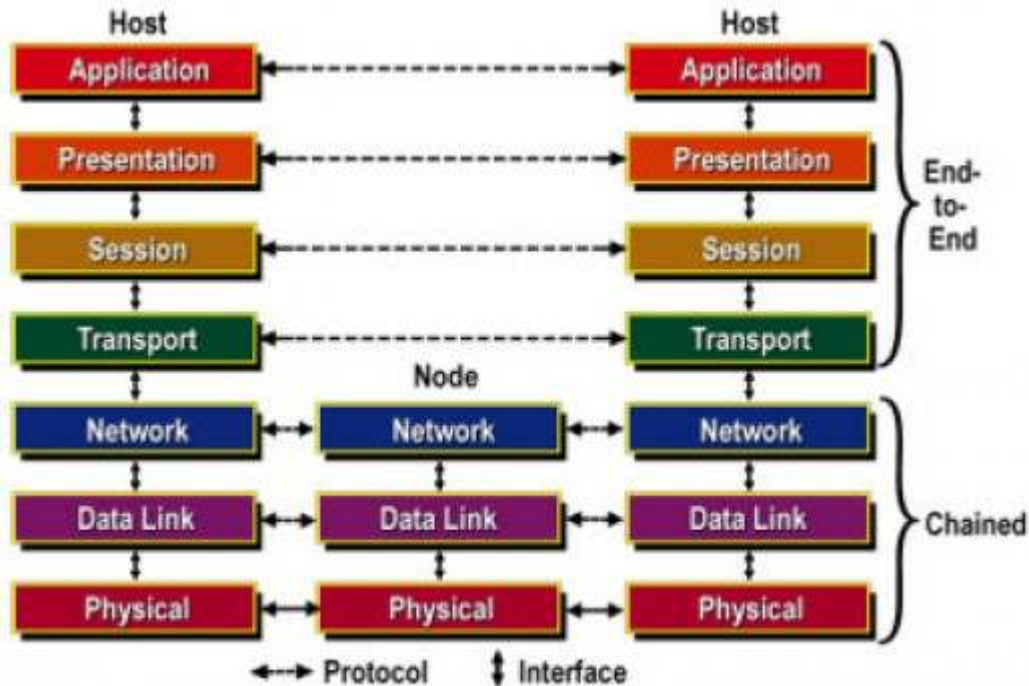 Host Host
Application Application
Presentation Presentation
End-
to-
End
Session Session
Transport Transport
Node
Network Network Network
Data Link Data Link Data Link
Chained
Physical Physical Physical
Protocol Interface